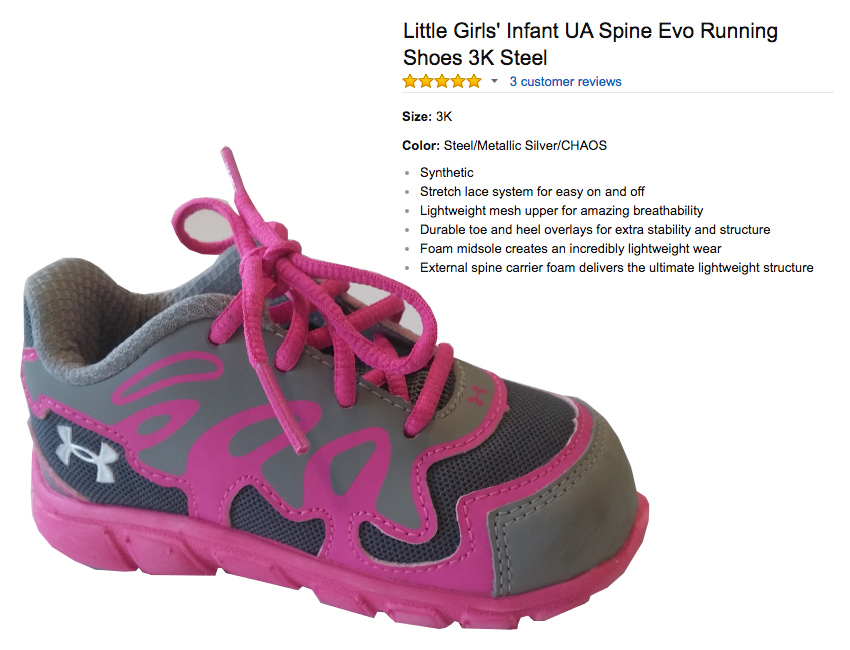 Little Girls' Infant UA Spine Evo Running
Shoes 3K Steel
3 customer reviews
Size: 3K
Color: Steel/Metallic Silver/CHAOS
Synthetic
Stretch lace system for easy on and off
Lightweight mesh upper for amazing breathability
Durable toe and heel overlays for extra stability and structure
Foam midsole creates an incredibly lightweight wear
External spine carrier foam delivers the ultimate lightweight structure